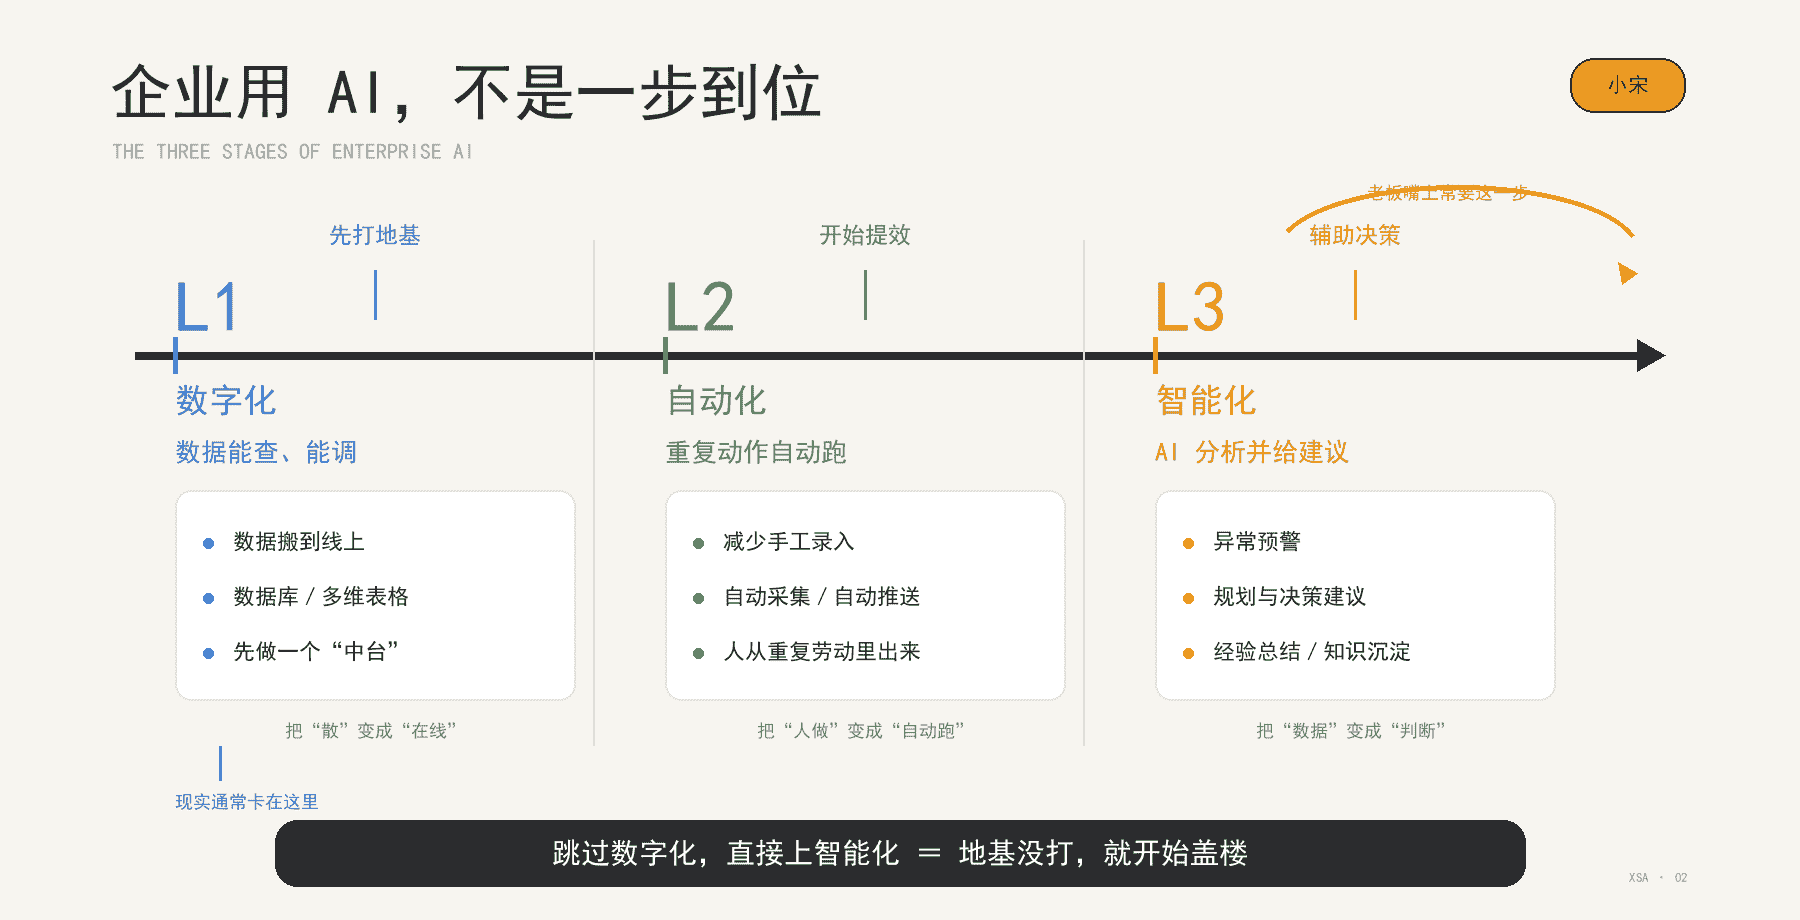 企业用 AI，不是一步到位
小宋
THE THREE STAGES OF ENTERPRISE AI
老板嘴上常要这一步
先打地基
开始提效
辅助决策
L1
L2
L3
数字化
自动化
智能化
数据能查、能调
重复动作自动跑
AI 分析并给建议
数据搬到线上
数据库 / 多维表格
先做一个“中台”
减少手工录入
自动采集 / 自动推送
人从重复劳动里出来
异常预警
规划与决策建议
经验总结 / 知识沉淀
把“散”变成“在线”
把“人做”变成“自动跑”
把“数据”变成“判断”
现实通常卡在这里
跳过数字化，直接上智能化 ＝ 地基没打，就开始盖楼
XSA · 02